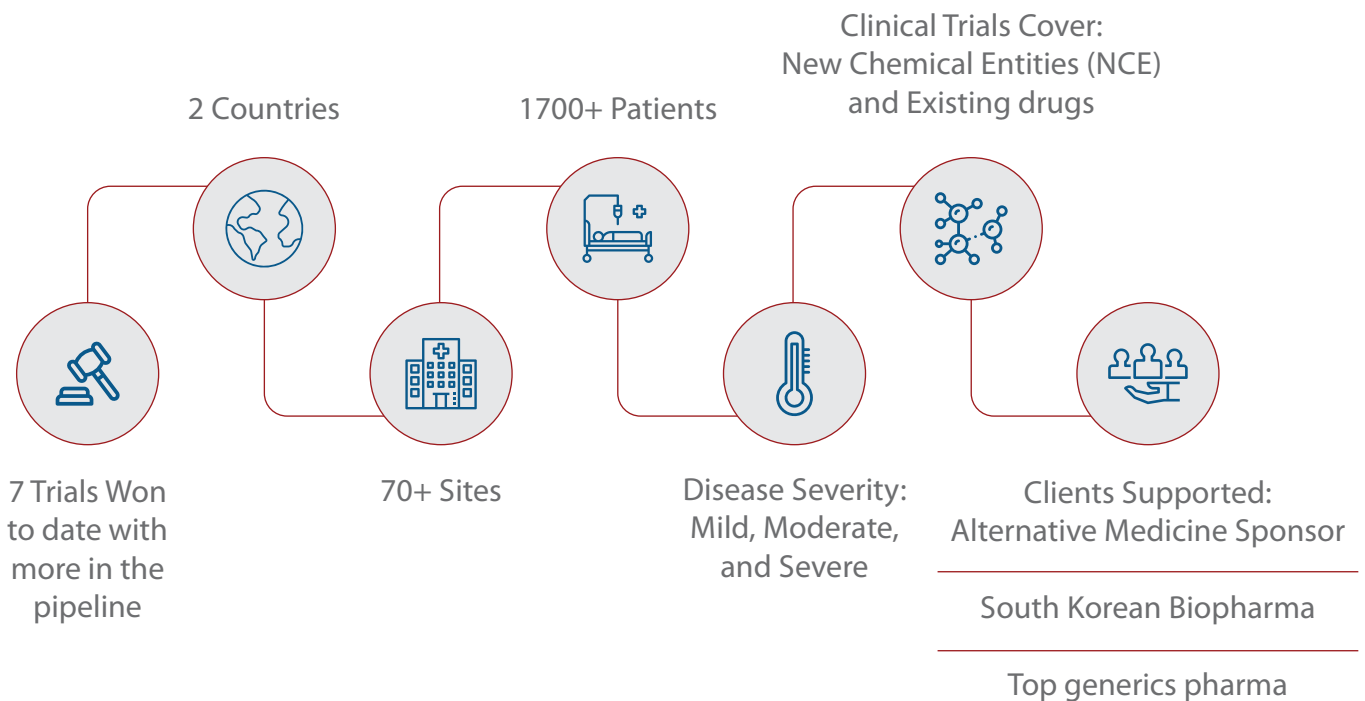 7 Trials Won
to date with
more in the
pipeline
2 Countries
70+ Sites
1700+ Patients
Disease Severity:
Mild, Moderate,
and Severe
Clinical Trials Cover:
New Chemical Entities (NCE)
and Existing drugs
Clients Supported:
Alternative Medicine Sponsor
South Korean Biopharma
Top generics pharma